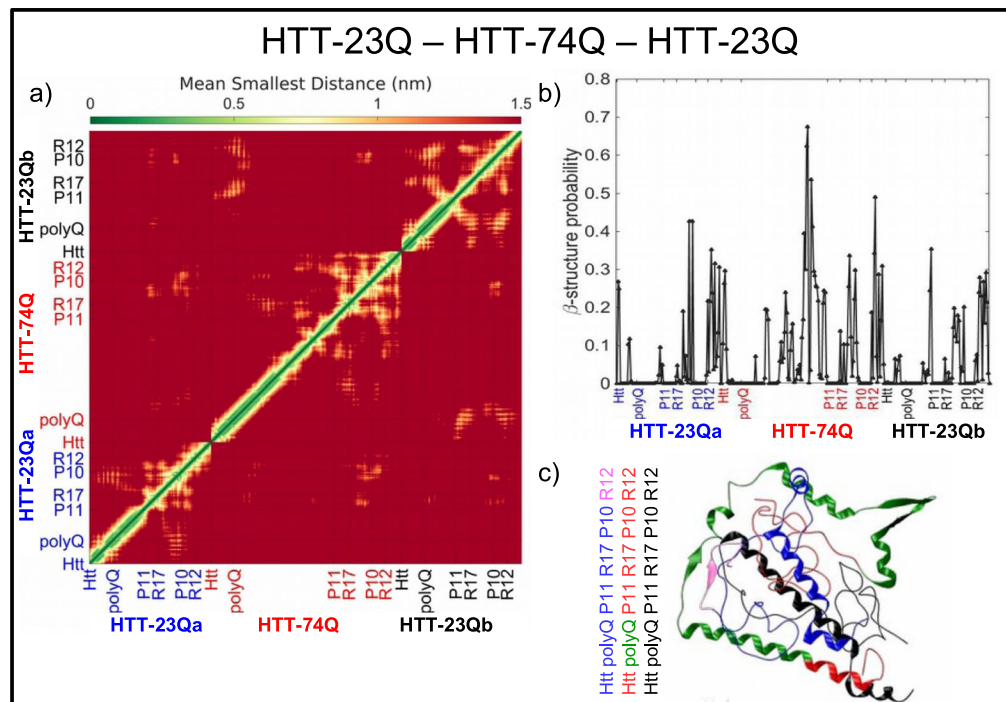 HTT-23Q – HTT-74Q – HTT-23Q
a)
Mean Smallest Distance (nm)
0 0.5 1 1.5
HTT-23Qb
R12
P10
R17
P11
polyQ
Htt
HTT-74Q
R12
P10
R17
P11
polyQ
Htt
HTT-23Qa
R12
P10
R17
P11
polyQ
Htt
Htt polyQ P11 R17 P10 R12 Htt polyQ P11 R17 P10 R12 Htt polyQ P11 R17 P10 R12
HTT-23Qa HTT-74Q HTT-23Qb
b)
β-structure probability
0.8
0.7
0.6
0.5
0.4
0.3
0.2
0.1
0
Htt polyQ P11 R17 P10 R12 Htt polyQ P11 R17 P10 R12 Htt polyQ P11 R17 P10 R12
HTT-23Qa HTT-74Q HTT-23Qb
c)
Htt polyQ P11 R17 P10 R12
Htt polyQ P11 R17 P10 R12
Htt polyQ P11 R17 P10 R12